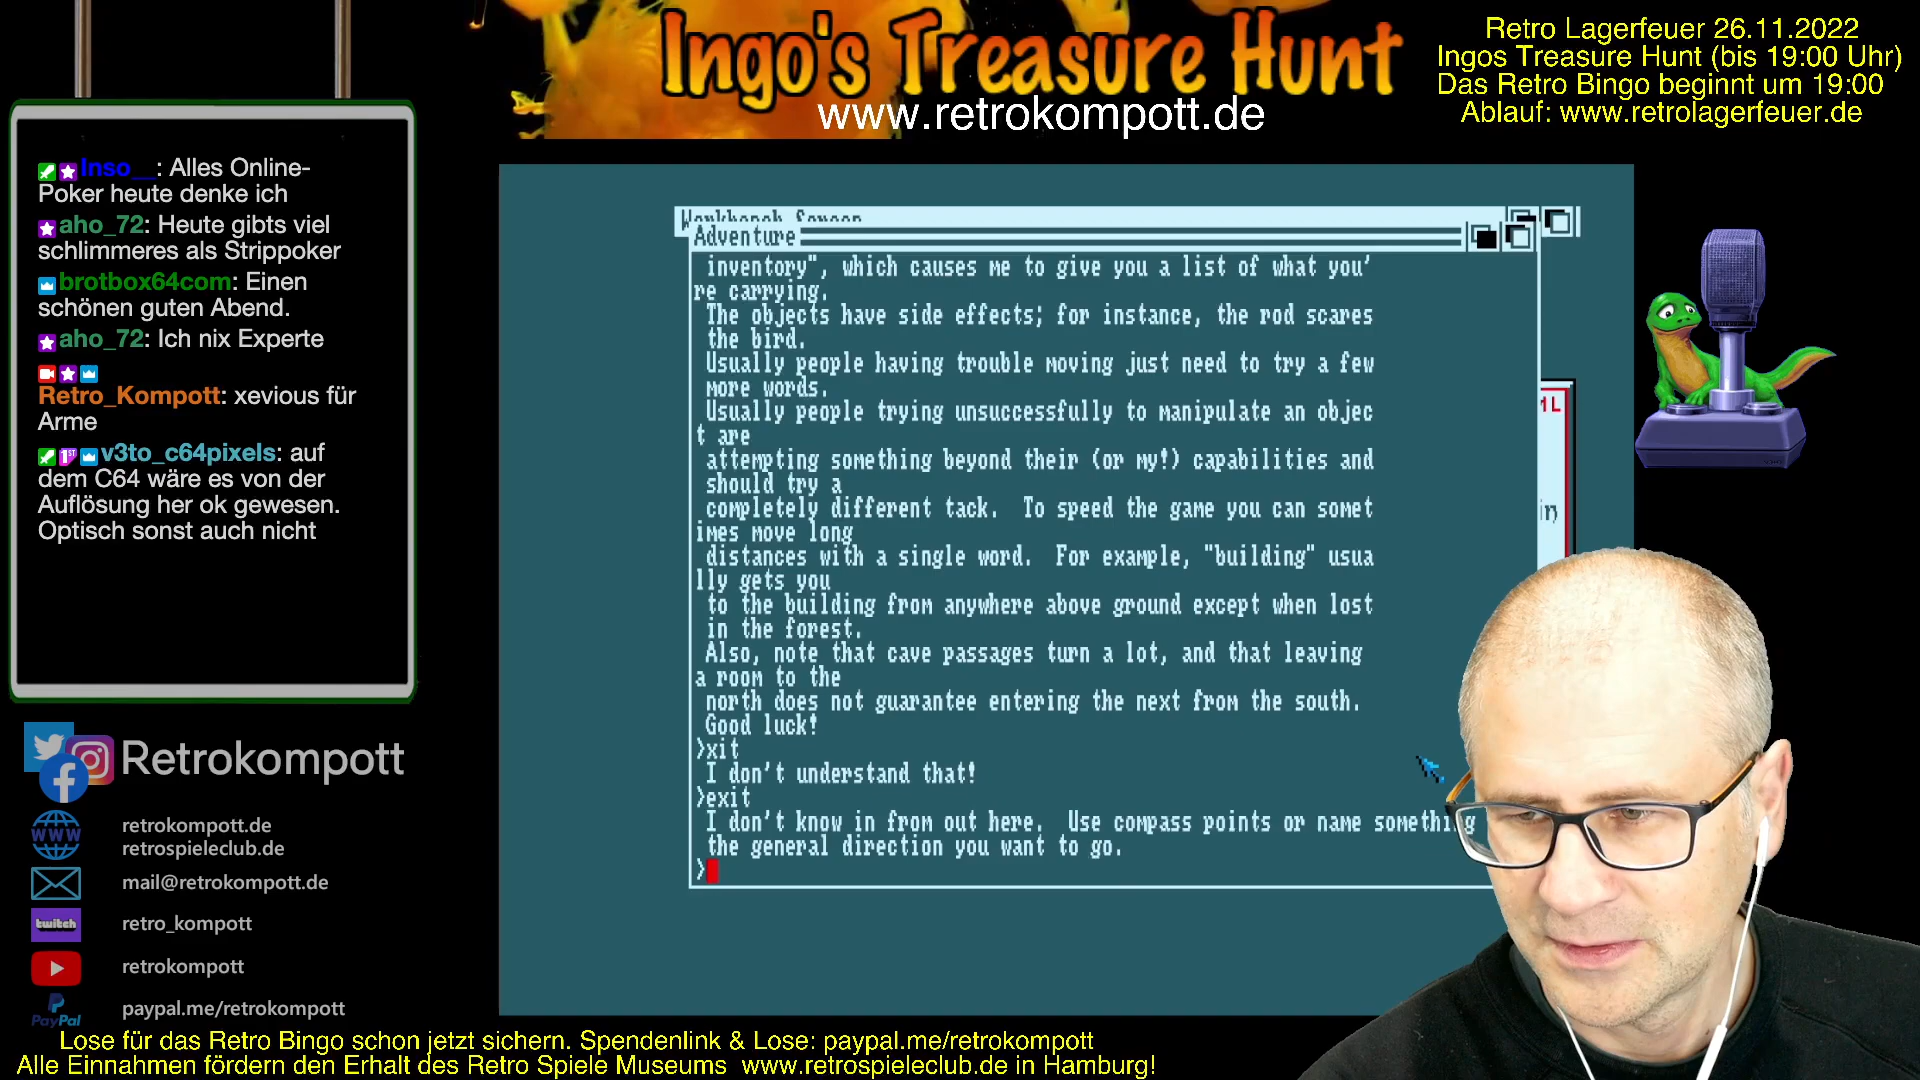 Ingo's Treasure Hunt
www.retrokompott.de
Retro Lagerfeuer 26.11.2022
Ingos Treasure Hunt (bis 19:00 Uhr)
Das Retro Bingo beginnt um 19:00
Ablauf: www.retrolagerfeuer.de
Inso__: Alles Online-
Poker heute denke ich
aho_72: Heute gibts viel
schlimmeres als Strippoker
brotbox64com: Einen
schönen guten Abend.
aho_72: Ich nix Experte
Retro_Kompott: xevious für
Arme
v3to_c64pixels: auf
dem C64 wäre es von der
Auflösung her ok gewesen.
Optisch sonst auch nicht
Workbench Screen
Adventure
inventory", which causes me to give you a list of what you'
re carrying.
The objects have side effects; for instance, the rod scares
the bird.
Usually people having trouble moving just need to try a few
more words.
Usually people trying unsuccessfully to manipulate an objec
t are
attempting something beyond their (or my!) capabilities and
should try a
completely different tack.  To speed the game you can somet
imes move long
distances with a single word.  For example, "building" usua
lly gets you
to the building from anywhere above ground except when lost
in the forest.
Also, note that cave passages turn a lot, and that leaving
a room to the
north does not guarantee entering the next from the south.
Good luck!
>xit
I don't understand that!
>exit
I don't know in from out here.  Use compass points or name something
the general direction you want to go.
>
ML
in
Retrokompott
www
retrokompott.de
retrospieleclub.de
mail@retrokompott.de
twitch
retro_kompott
retrokompott
PayPal
paypal.me/retrokompott
Lose für das Retro Bingo schon jetzt sichern. Spendenlink & Lose: paypal.me/retrokompott
Alle Einnahmen fördern den Erhalt des Retro Spiele Museums  www.retrospieleclub.de in Hamburg!